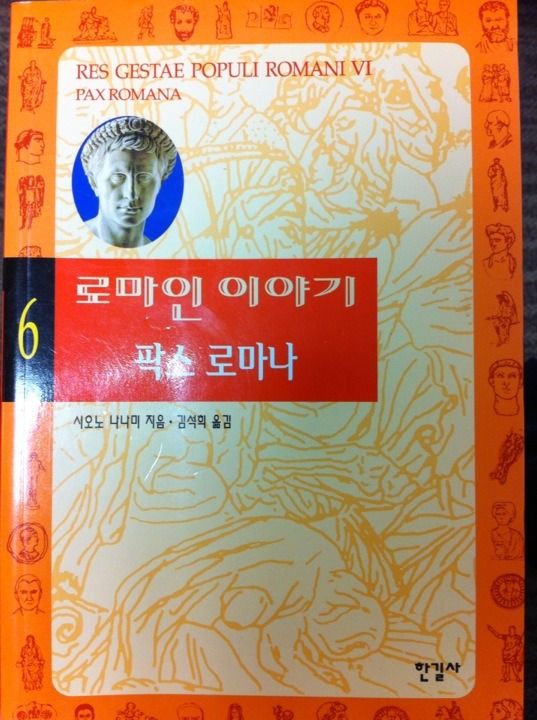 RES GESTAE POPULI ROMANI VI
PAX ROMANA
6
로마인 이야기
팍스 로마나
시오노 나나미 지음 · 김석희 옮김
한길사